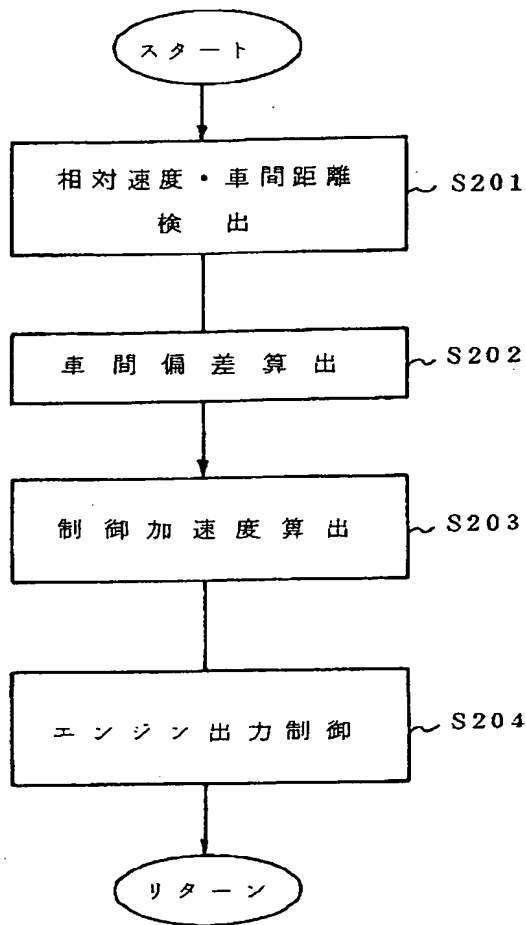 スタート
相対速度・車間距離
検出
S201
車間偏差算出
S202
制御加速度算出
S203
エンジン出力制御
S204
リターン